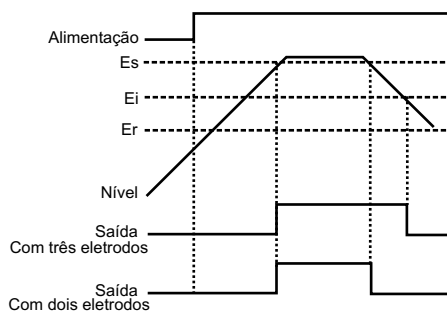 Alimentação
Es
Ei
Er
Nível
Saída
Com três eletrodos
Saída
Com dois eletrodos